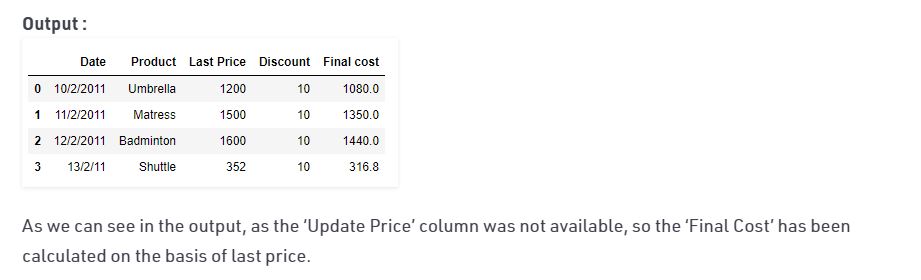 Output :
Date Product Last Price Discount Final cost
0 10/2/2011 Umbrella 1200 10 1080.0
1 11/2/2011 Matress 1500 10 1350.0
2 12/2/2011 Badminton 1600 10 1440.0
3 13/2/11 Shuttle 352 10 316.8
As we can see in the output, as the ‘Update Price’ column was not available, so the ‘Final Cost’ has been
calculated on the basis of last price.